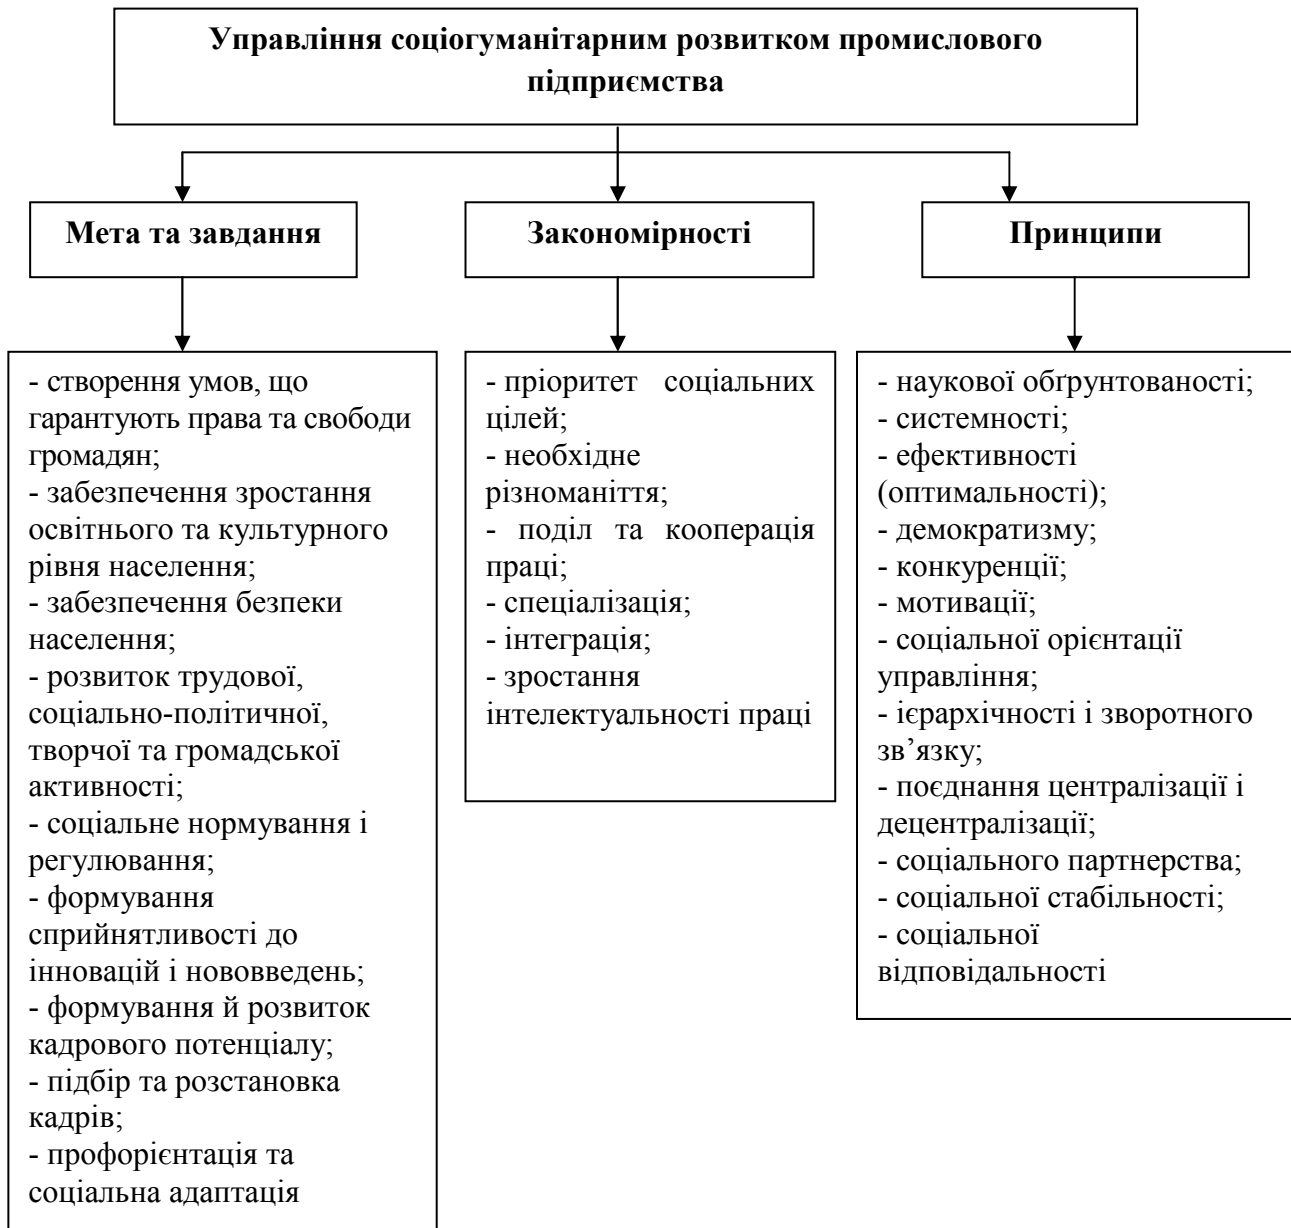 Управління соціогуманітарним розвитком промислового
підприємства
Мета та завдання
Закономірності
Принципи
- створення умов, що
гарантують права та свободи
громадян;
- забезпечення зростання
освітнього та культурного
рівня населення;
- забезпечення безпеки
населення;
- розвиток трудової,
соціально-політичної,
творчої та громадської
активності;
- соціальне нормування і
регулювання;
- формування
сприйнятливості до
інновацій і нововведень;
- формування й розвиток
кадрового потенціалу;
- підбір та розстановка
кадрів;
- профорієнтація та
соціальна адаптація
- пріоритет соціальних
цілей;
- необхідне
різноманіття;
- поділ та кооперація
праці;
- спеціалізація;
- інтеграція;
- зростання
інтелектуальності праці
- наукової обґрунтованості;
- системності;
- ефективності
(оптимальності);
- демократизму;
- конкуренції;
- мотивації;
- соціальної орієнтації
управління;
- ієрархічності і зворотного
зв’язку;
- поєднання централізації і
децентралізації;
- соціального партнерства;
- соціальної стабільності;
- соціальної
відповідальності